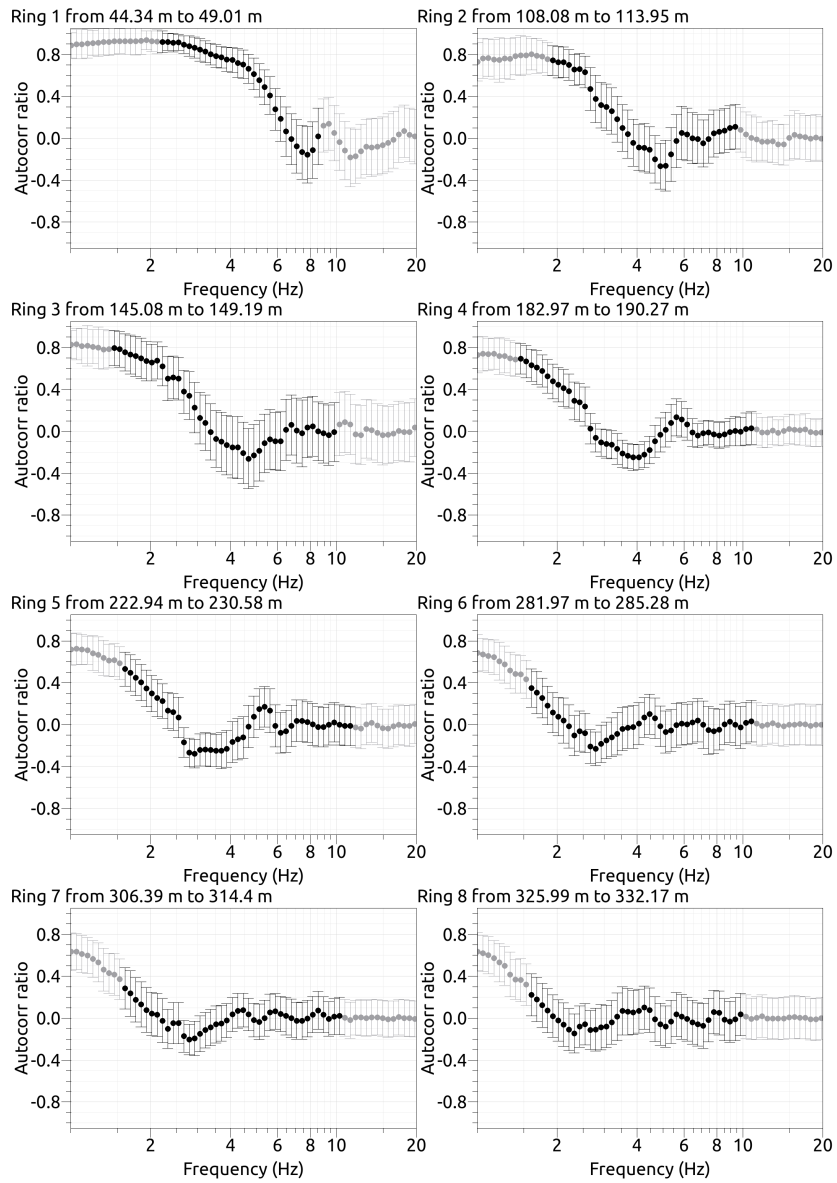 Ring 1 from 44.34 m to 49.01 m
Ring 2 from 108.08 m to 113.95 m
Autocorr ratio
0.8
0.4
0.0
-0.4
-0.8
2 4 6 8 10 20
Frequency (Hz)
Autocorr ratio
0.8
0.4
0.0
-0.4
-0.8
2 4 6 8 10 20
Frequency (Hz)
Ring 3 from 145.08 m to 149.19 m
Ring 4 from 182.97 m to 190.27 m
Autocorr ratio
0.8
0.4
0.0
-0.4
-0.8
2 4 6 8 10 20
Frequency (Hz)
Autocorr ratio
0.8
0.4
0.0
-0.4
-0.8
2 4 6 8 10 20
Frequency (Hz)
Ring 5 from 222.94 m to 230.58 m
Ring 6 from 281.97 m to 285.28 m
Autocorr ratio
0.8
0.4
0.0
-0.4
-0.8
2 4 6 8 10 20
Frequency (Hz)
Autocorr ratio
0.8
0.4
0.0
-0.4
-0.8
2 4 6 8 10 20
Frequency (Hz)
Ring 7 from 306.39 m to 314.4 m
Ring 8 from 325.99 m to 332.17 m
Autocorr ratio
0.8
0.4
0.0
-0.4
-0.8
2 4 6 8 10 20
Frequency (Hz)
Autocorr ratio
0.8
0.4
0.0
-0.4
-0.8
2 4 6 8 10 20
Frequency (Hz)